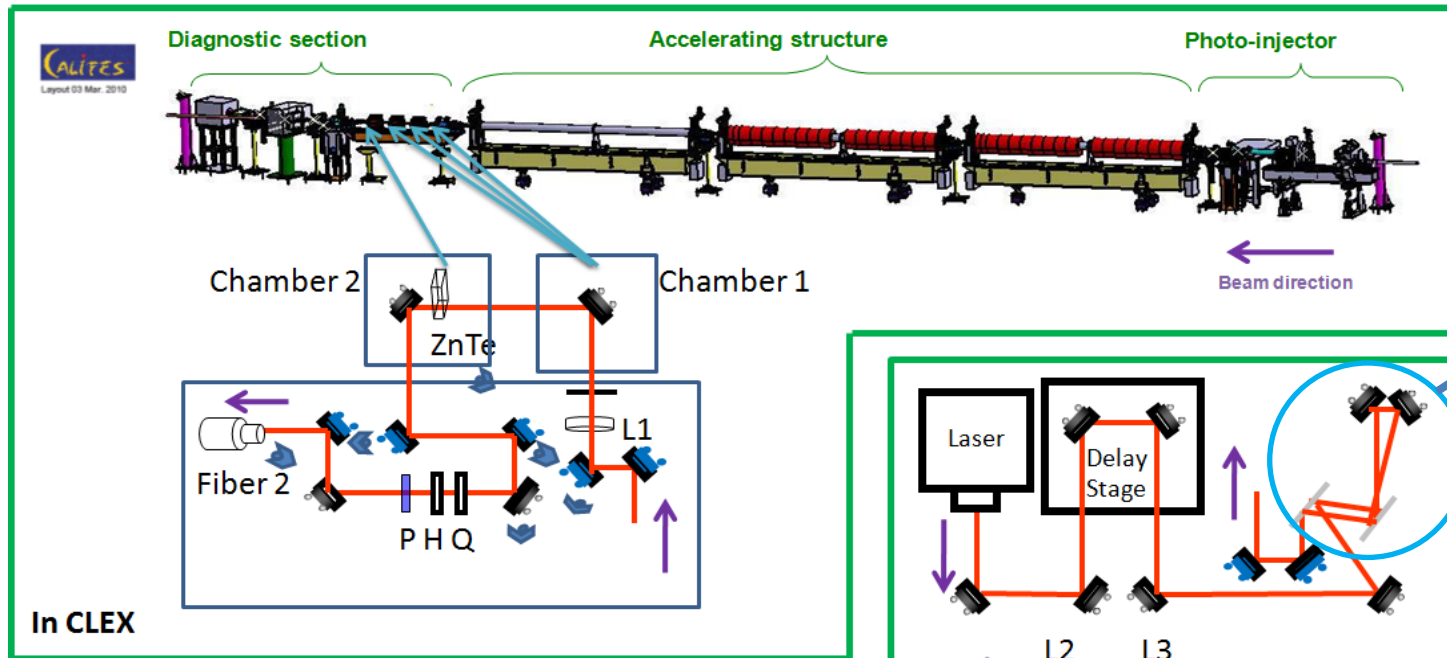 Diagnostic section
Accelerating structure
Photo-injector
CALIFES
Layout 03 Mar. 2010
Beam direction
Chamber 2
Chamber 1
ZnTe
L1
Fiber 2
P H Q
In CLEX
Laser
Delay
Stage
L2
L3